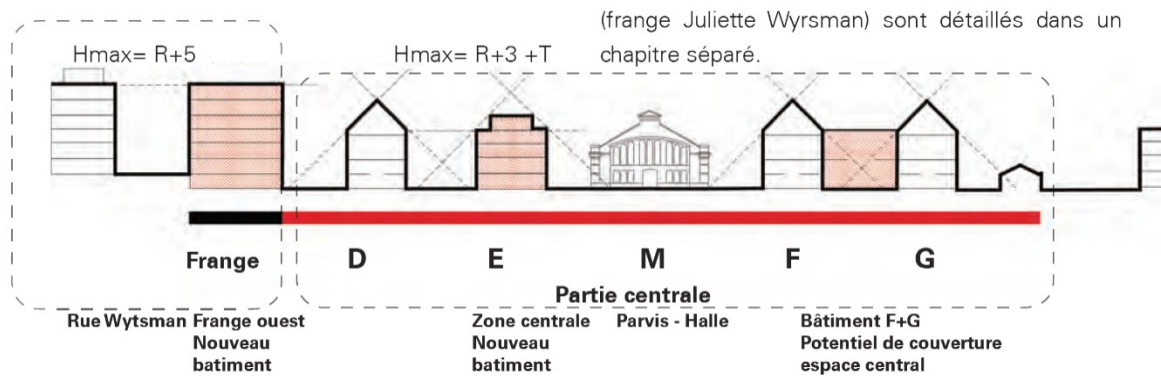 (frange Juliette Wyrsman) sont détaillés dans un
chapitre séparé.
Hmax= R+5
Hmax= R+3 +T
Frange
D
E
M
F
G
Partie centrale
Rue Wytsman
Frange ouest
Nouveau
batiment
Zone centrale
Nouveau
batiment
Parvis - Halle
Bâtiment F+G
Potentiel de couverture
espace central